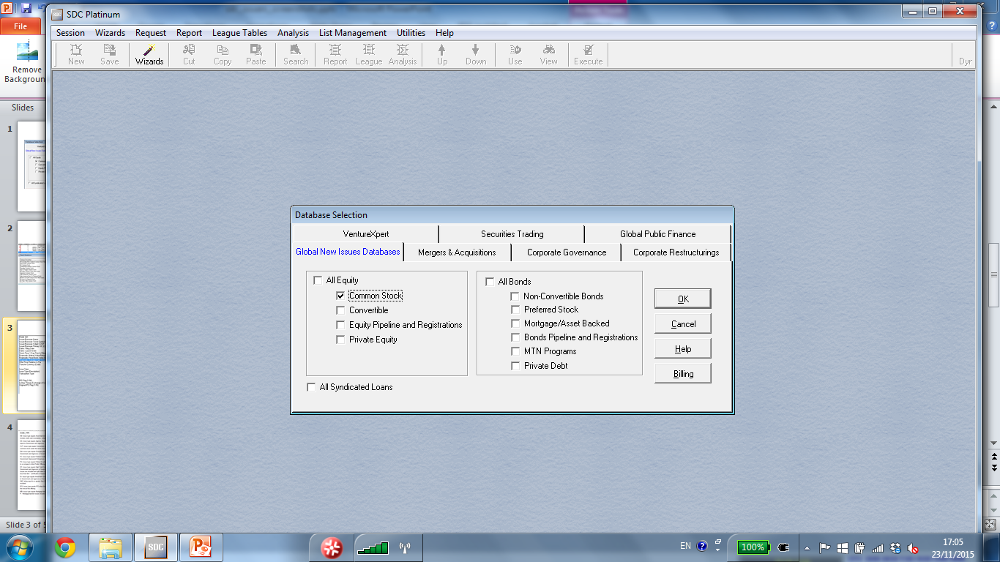 SDC Platinum
File
Session Wizards Request Report League Tables Analysis List Management Utilities Help
New Save Wizards Cut Copy Paste Search Report League Analysis Up Down Use View Execute Dyr
Remove
Backgroun
Slides
1
2
3
4
Database Selection
VentureXpert Securities Trading Global Public Finance
Global New Issues Databases Mergers & Acquisitions Corporate Governance Corporate Restructurings
All Equity
Common Stock
Convertible
Equity Pipeline and Registrations
Private Equity
All Syndicated Loans
All Bonds
Non-Convertible Bonds
Preferred Stock
Mortgage/Asset Backed
Bonds Pipeline and Registrations
MTN Programs
Private Debt
OK
Cancel
Help
Billing
Slide 3 of 5
SDC
EN
100%
17:05
23/11/2015